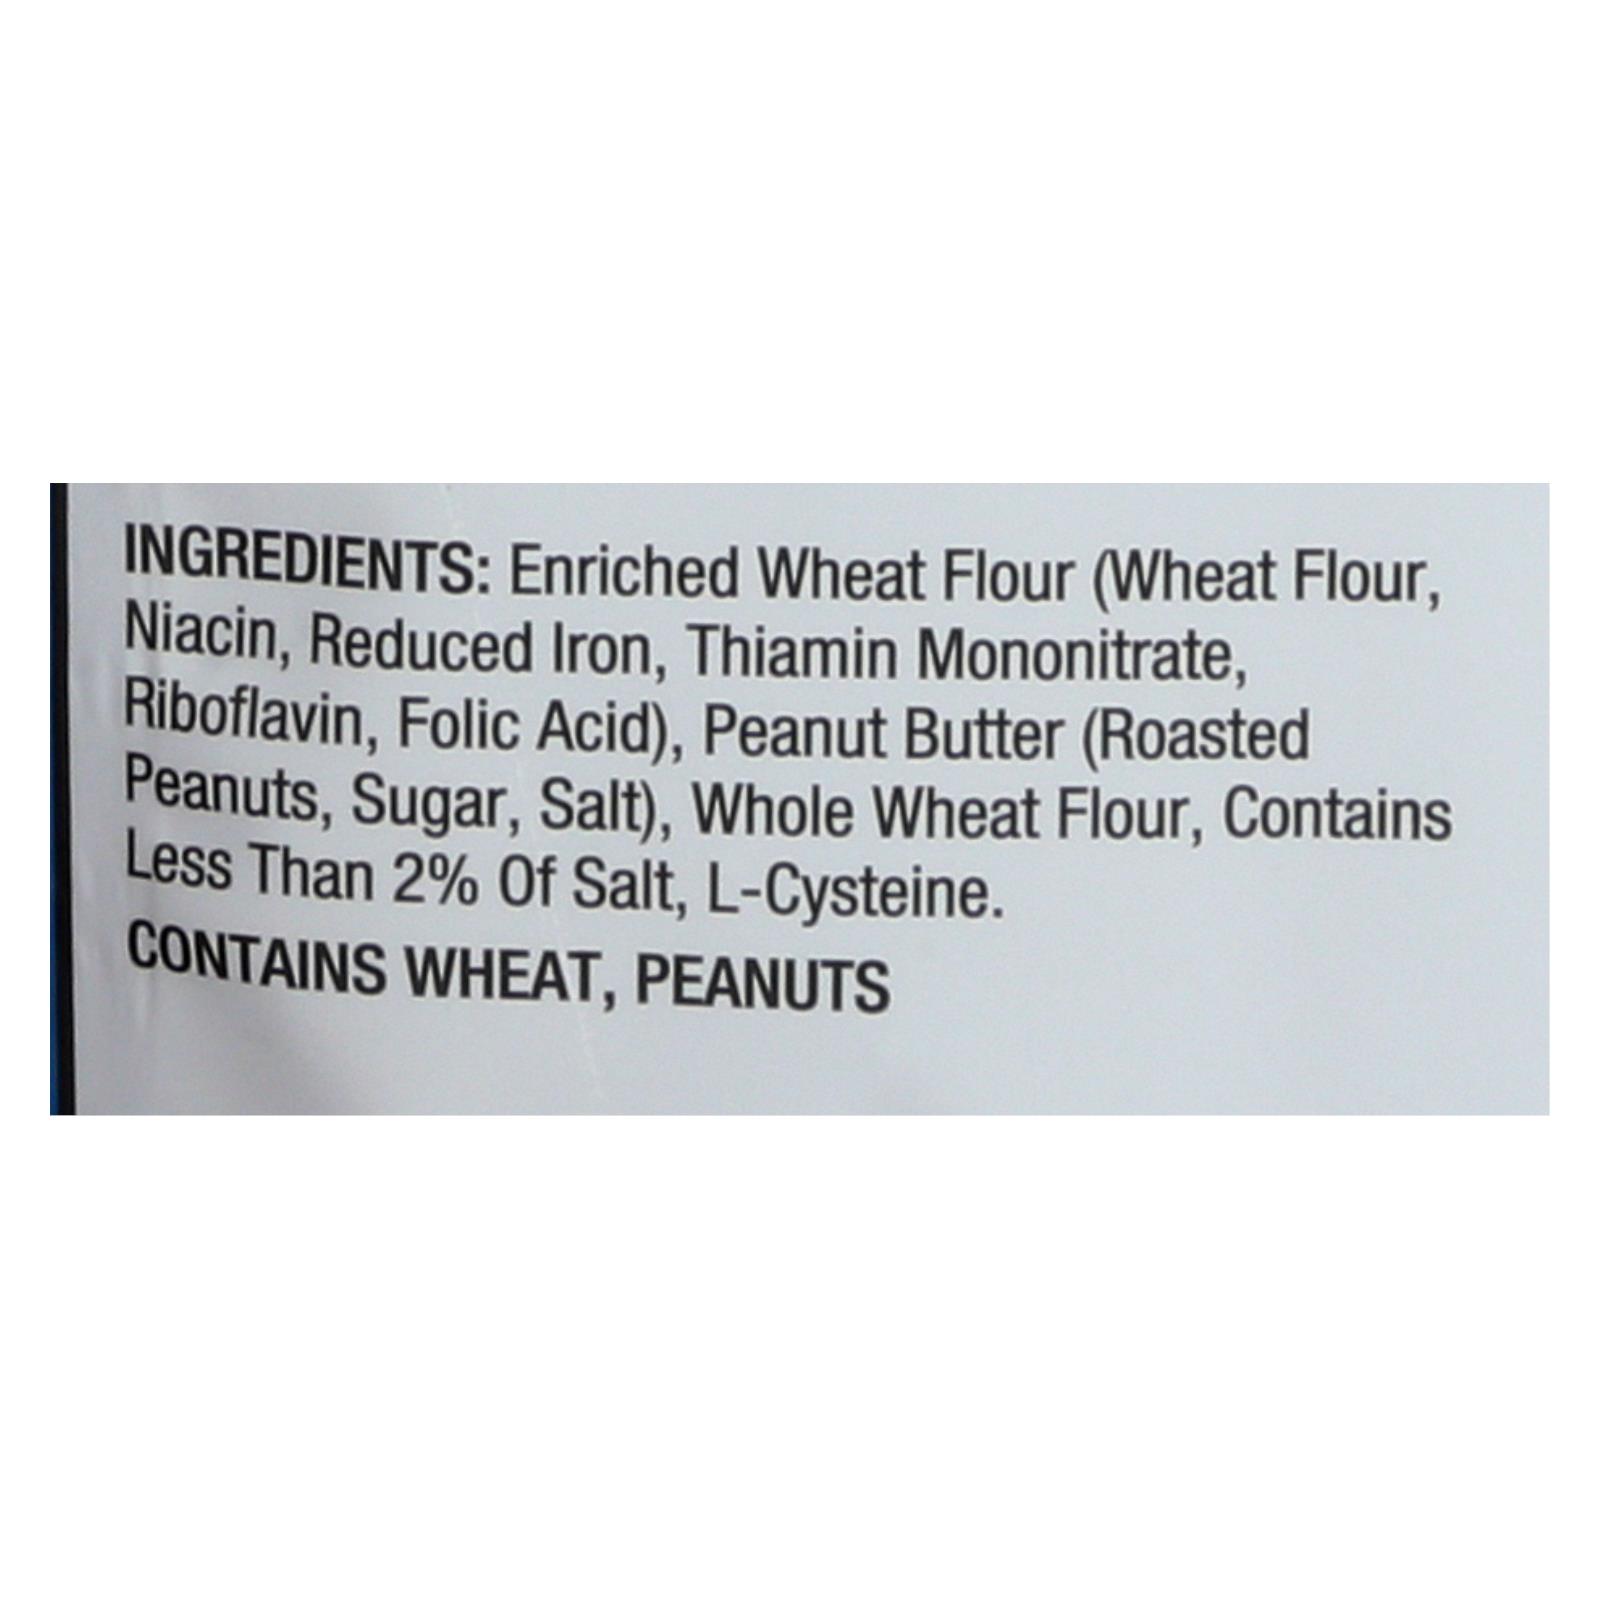 INGREDIENTS: Enriched Wheat Flour (Wheat Flour,
Niacin, Reduced Iron, Thiamin Mononitrate,
Riboflavin, Folic Acid), Peanut Butter (Roasted
Peanuts, Sugar, Salt), Whole Wheat Flour, Contains
Less Than 2% Of Salt, L-Cysteine.
CONTAINS WHEAT, PEANUTS